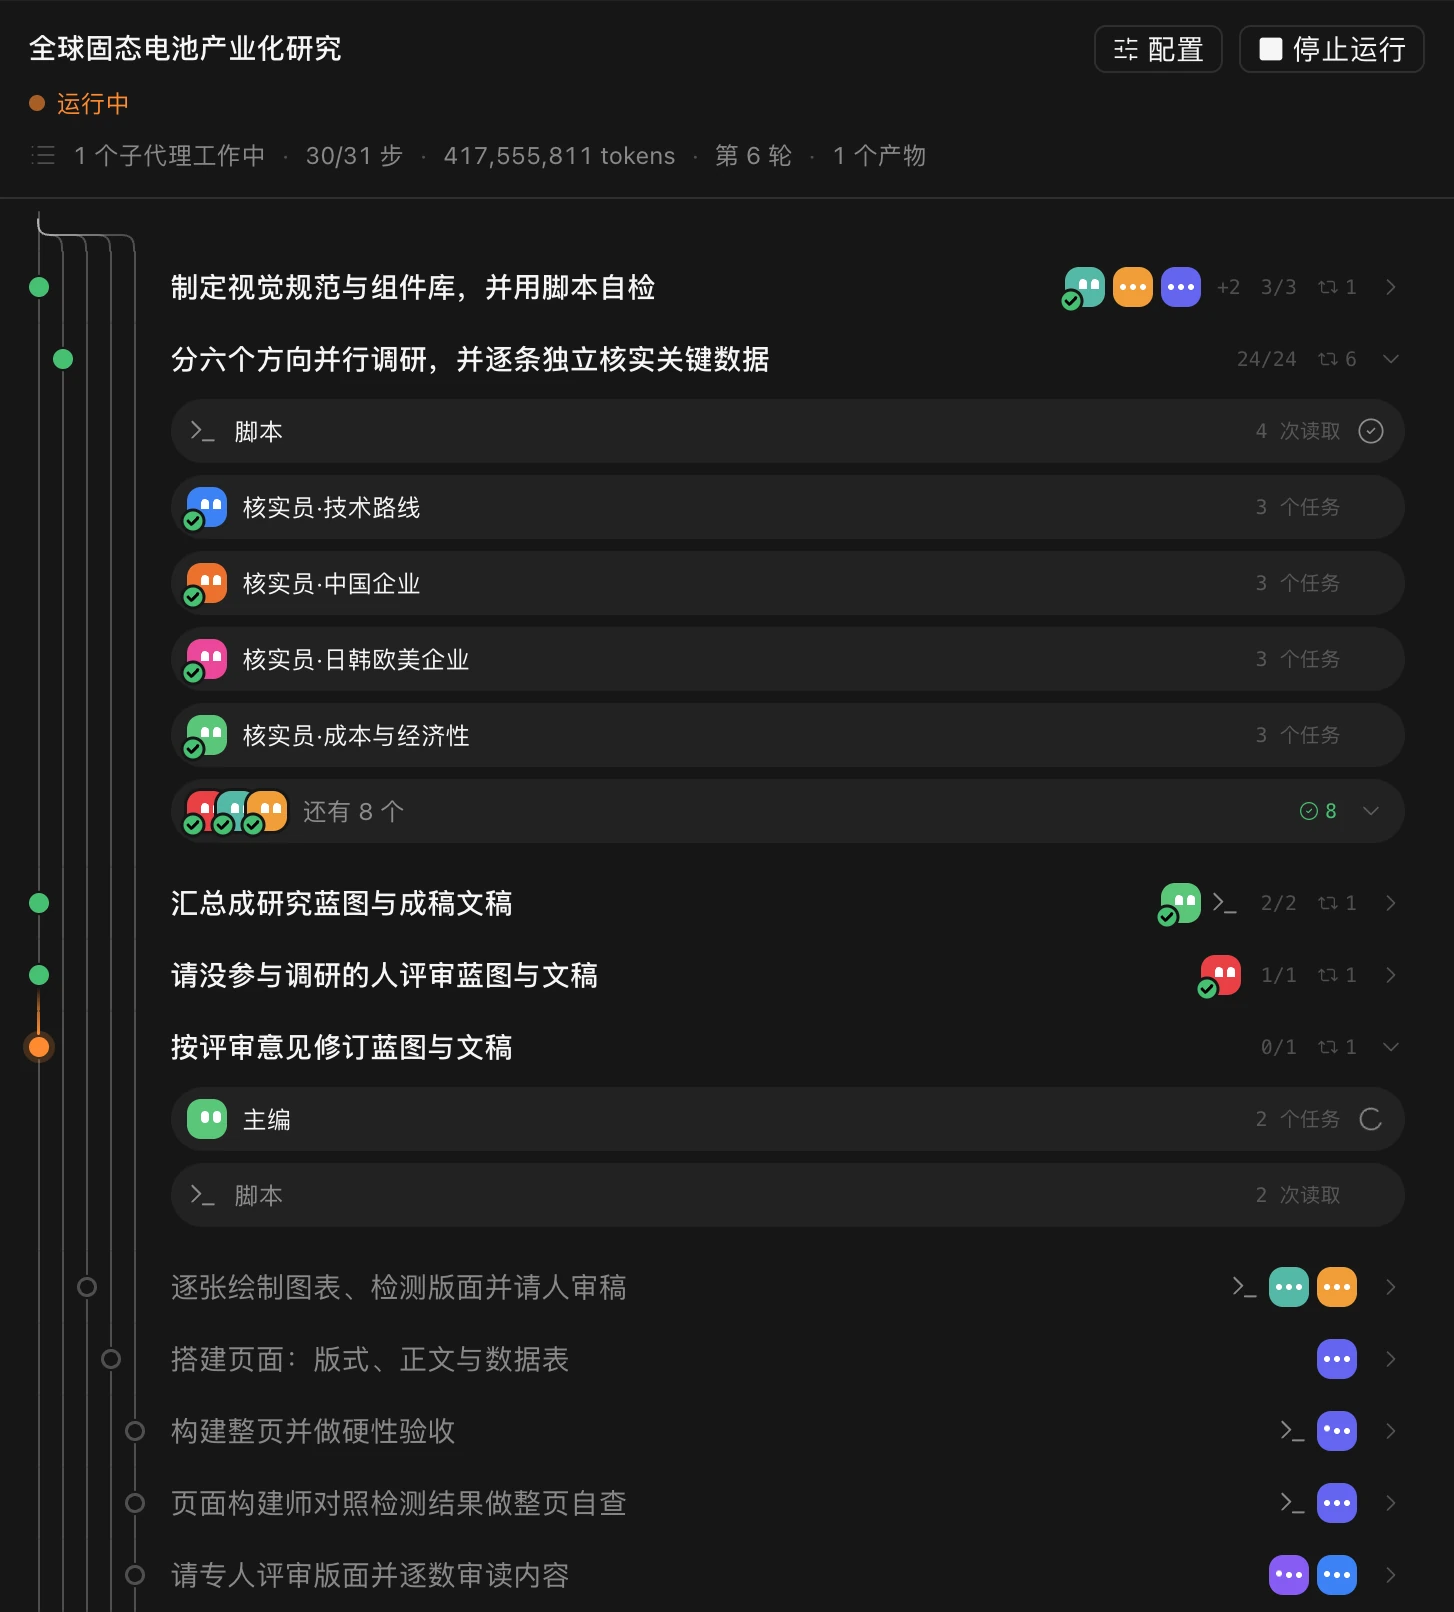 全球固态电池产业化研究
配置
停止运行
运行中
1 个子代理工作中 · 30/31 步 · 417,555,811 tokens · 第 6 轮 · 1 个产物
制定视觉规范与组件库，并用脚本自检 +2 3/3 1
分六个方向并行调研，并逐条独立核实关键数据 24/24 6
脚本 4 次读取
核实员·技术路线 3 个任务
核实员·中国企业 3 个任务
核实员·日韩欧美企业 3 个任务
核实员·成本与经济性 3 个任务
还有 8 个 8
汇总成研究蓝图与成稿文稿 2/2 1
请没参与调研的人评审蓝图与文稿 1/1 1
按评审意见修订蓝图与文稿 0/1 1
主编 2 个任务
脚本 2 次读取
逐张绘制图表、检测版面并请人审稿
搭建页面：版式、正文与数据表
构建整页并做硬性验收
页面构建师对照检测结果做整页自查
请专人评审版面并逐数审读内容